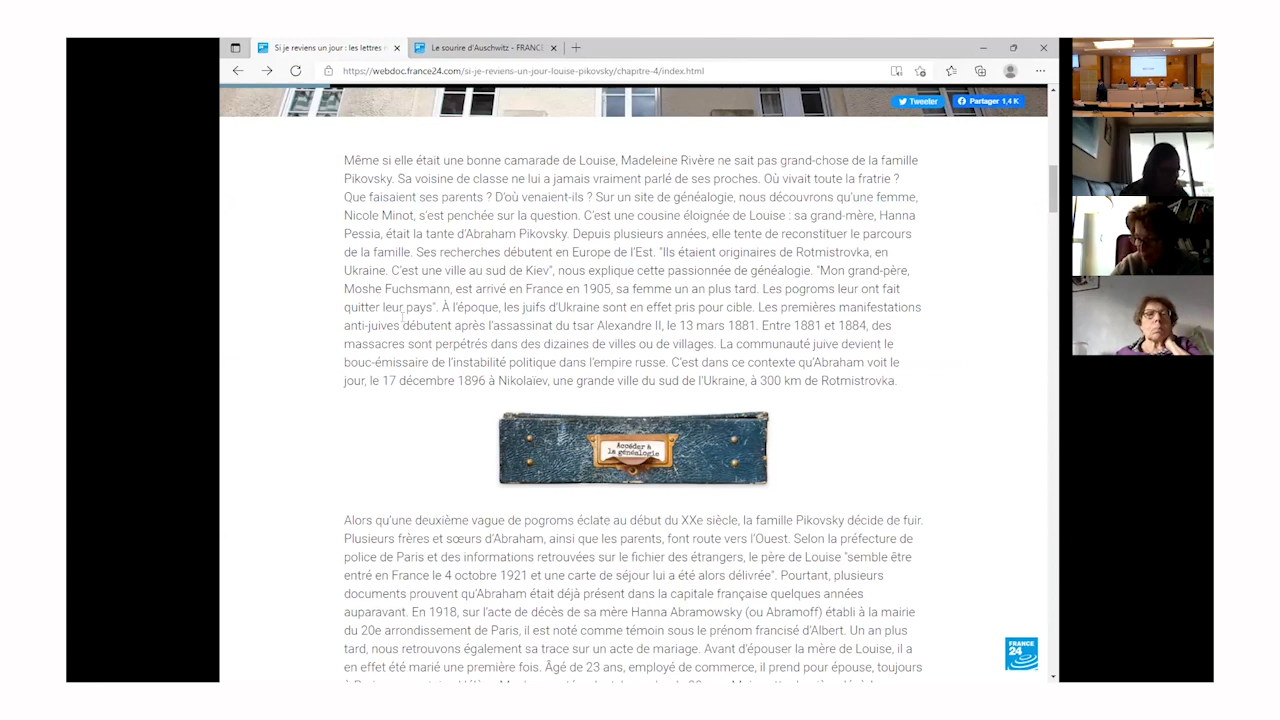 Si je reviens un jour : les lettres r
Le sourire d'Auschwitz - FRANCE
https://webdoc.france24.com/si-je-reviens-un-jour-louise-pikovsky/chapitre-4/index.html
Tweeter
Partager 1,4 K
Même si elle était une bonne camarade de Louise, Madeleine Rivère ne sait pas grand-chose de la famille
Pikovsky. Sa voisine de classe ne lui a jamais vraiment parlé de ses proches. Où vivait toute la fratrie ?
Que faisaient ses parents ? D'où venaient-ils ? Sur un site de généalogie, nous découvrons qu'une femme,
Nicole Minot, s'est penchée sur la question. C'est une cousine éloignée de Louise : sa grand-mère, Hanna
Pessia, était la tante d'Abraham Pikovsky. Depuis plusieurs années, elle tente de reconstituer le parcours
de la famille. Ses recherches débutent en Europe de l'Est. "Ils étaient originaires de Rotmistrovka, en
Ukraine. C'est une ville au sud de Kiev", nous explique cette passionnée de généalogie. "Mon grand-père,
Moshe Fuchsmann, est arrivé en France en 1905, sa femme un an plus tard. Les pogroms leur ont fait
quitter leur pays". À l'époque, les juifs d'Ukraine sont en effet pris pour cible. Les premières manifestations
anti-juives débutent après l'assassinat du tsar Alexandre II, le 13 mars 1881. Entre 1881 et 1884, des
massacres sont perpétrés dans des dizaines de villes ou de villages. La communauté juive devient le
bouc-émissaire de l'instabilité politique dans l'empire russe. C'est dans ce contexte qu'Abraham voit le
jour, le 17 décembre 1896 à Nikolaïev, une grande ville du sud de l'Ukraine, à 300 km de Rotmistrovka.
Accéder à
la généalogie
Alors qu'une deuxième vague de pogroms éclate au début du XXe siècle, la famille Pikovsky décide de fuir.
Plusieurs frères et sœurs d'Abraham, ainsi que les parents, font route vers l'Ouest. Selon la préfecture de
police de Paris et des informations retrouvées sur le fichier des étrangers, le père de Louise "semble être
entré en France le 4 octobre 1921 et une carte de séjour lui a été alors délivrée". Pourtant, plusieurs
documents prouvent qu'Abraham était déjà présent dans la capitale française quelques années
auparavant. En 1918, sur l'acte de décès de sa mère Hanna Abramowsky (ou Abramoff) établi à la mairie
du 20e arrondissement de Paris, il est noté comme témoin sous le prénom francisé d'Albert. Un an plus
tard, nous retrouvons également sa trace sur un acte de mariage. Avant d'épouser la mère de Louise, il a
en effet été marié une première fois. Âgé de 23 ans, employé de commerce, il prend pour épouse, toujours
FRANCE
24